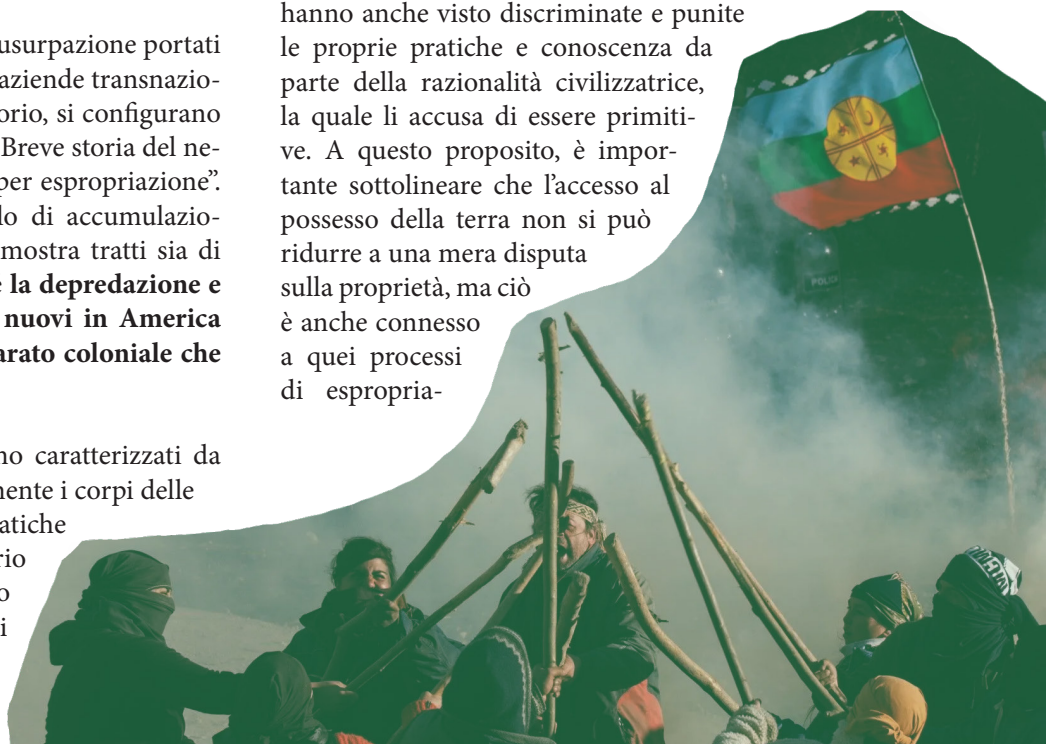 usurpazione portati
aziende transnazio-
orio, si configurano
Breve storia del ne-
per espropriazione”.
lo di accumulazio-
mostra tratti sia di
e la depredazione e
nuovi in America
arato coloniale che
no caratterizzati da
mente i corpi delle
atiche
rio
o
i
hanno anche visto discriminate e punite
le proprie pratiche e conoscenza da
parte della razionalità civilizzatrice,
la quale li accusa di essere primiti-
ve. A questo proposito, è impor-
tante sottolineare che l’accesso al
possesso della terra non si può
ridurre a una mera disputa
sulla proprietà, ma ciò
è anche connesso
a quei processi
di espropria-